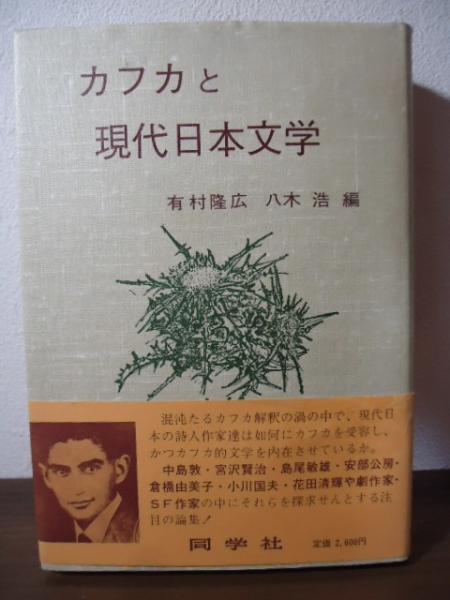 カフカと
現代日本文学
有村隆広 八木浩 編
混沌たるカフカ解釈の渦の中で、現代日
本の詩人作家達は如何にカフカを受容し、
かつカフカ的文学を内在させているか。
中島敦・宮沢賢治・島尾敏雄・安部公房・
倉橋由美子・小川国夫・花田清輝や劇作家・
SF作家の中にそれらを探求せんとする注
目の論集！
同学社 定価 2,600円